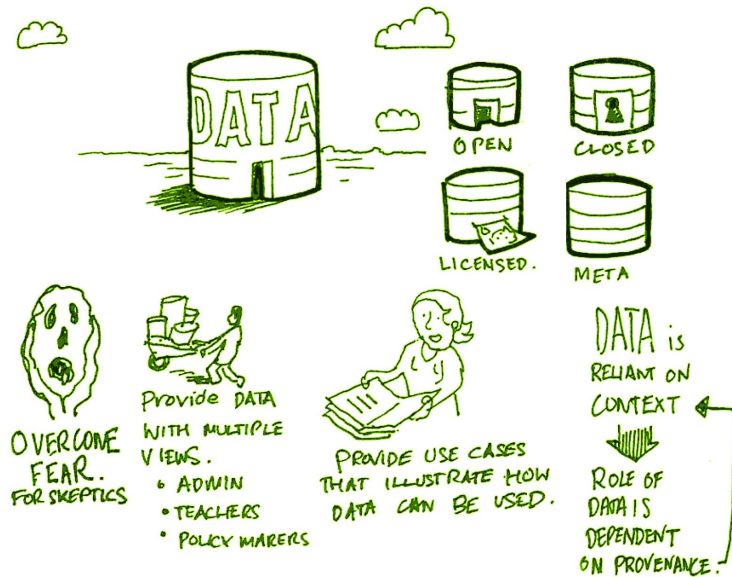 DATA
OPEN
CLOSED
LICENSED.
META
OVERCOME
FEAR.
FOR SKEPTICS
Provide DATA
WITH MULTIPLE
VIEWS.
• ADMIN
• TEACHERS
• POLICY MAKERS
PROVIDE USE CASES
THAT ILLUSTRATE HOW
DATA CAN BE USED.
DATA is
RELIANT ON
CONTEXT
ROLE OF
DATA IS
DEPENDENT
ON PROVENANCE.